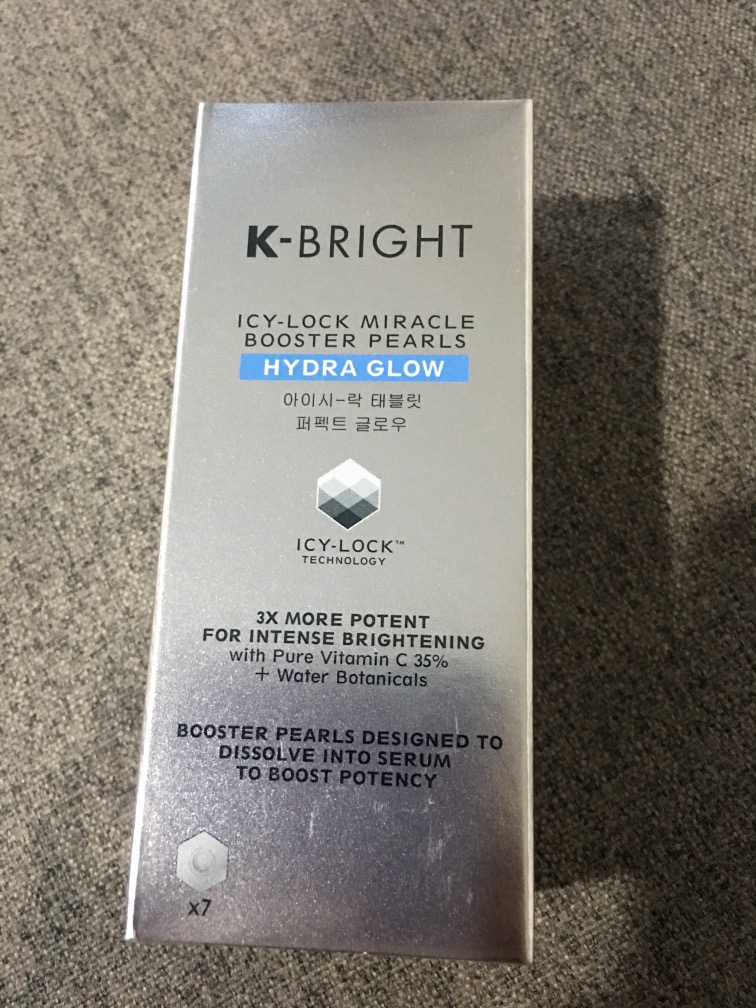 K-BRIGHT
ICY-LOCK MIRACLE
BOOSTER PEARLS
HYDRA GLOW
아이시-락 태블릿
퍼펙트 글로우
ICY-LOCK™
TECHNOLOGY
3X MORE POTENT
FOR INTENSE BRIGHTENING
with Pure Vitamin C 35%
+ Water Botanicals
BOOSTER PEARLS DESIGNED TO
DISSOLVE INTO SERUM
TO BOOST POTENCY
x7